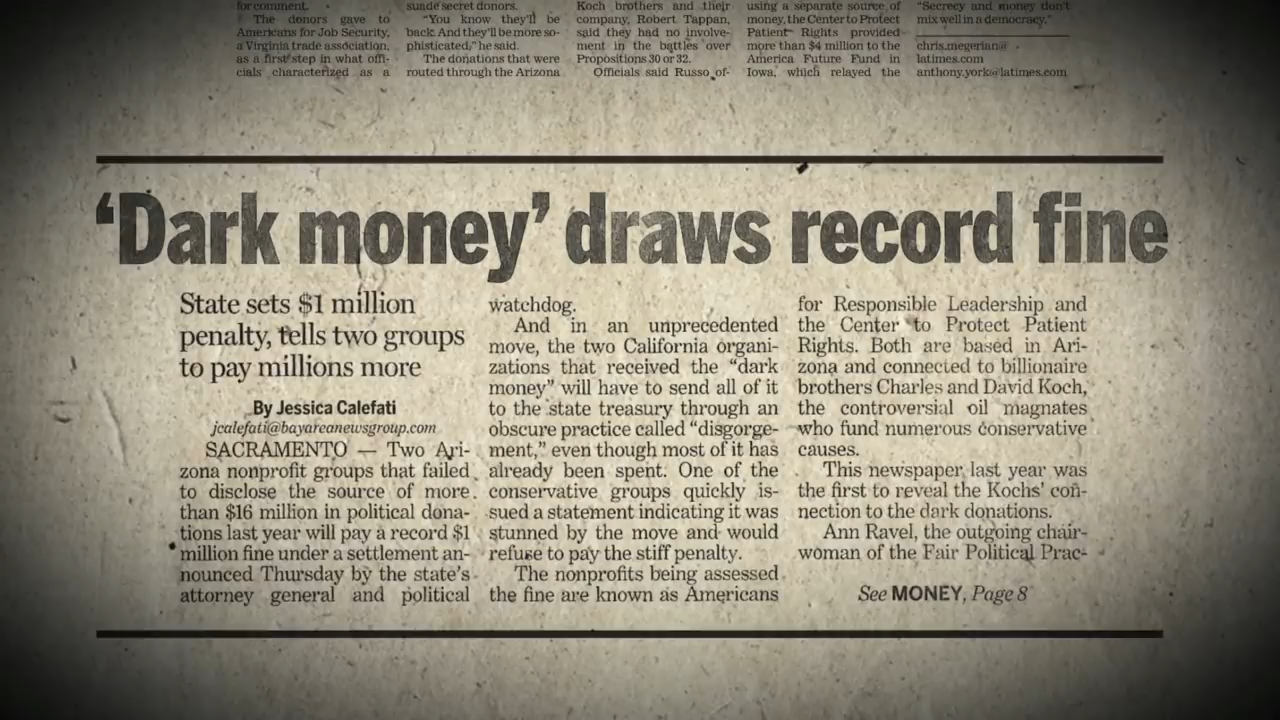 for comment.
The donors gave to
Americans for Job Security,
a Virginia trade association,
as a first step in what offi-
cials characterized as a
suade secret donors.
"You know they'll be
back. And they'll be more so-
phisticated," he said.
The donations that were
routed through the Arizona
Koch brothers and their
company, Robert Tappan,
said they had no involve-
ment in the battles over
Propositions 30 or 32.
Officials said Russo of-
using a separate source of
money, the Center to Protect
Patient Rights provided
more than $4 million to the
America Future Fund in
Iowa, which relayed the
"Secrecy and money don't
mix well in a democracy."
chris.megerian@
latimes.com
anthony.york@latimes.com
'Dark money' draws record fine
State sets $1 million
penalty, tells two groups
to pay millions more
By Jessica Calefati
jcalefati@bayareanewsgroup.com
SACRAMENTO — Two Ari-
zona nonprofit groups that failed
to disclose the source of more
than $16 million in political dona-
tions last year will pay a record $1
million fine under a settlement an-
nounced Thursday by the state's
attorney general and political
watchdog.
And in an unprecedented
move, the two California organi-
zations that received the "dark
money" will have to send all of it
to the state treasury through an
obscure practice called "disgorge-
ment," even though most of it has
already been spent. One of the
conservative groups quickly is-
sued a statement indicating it was
stunned by the move and would
refuse to pay the stiff penalty.
The nonprofits being assessed
the fine are known as Americans
for Responsible Leadership and
the Center to Protect Patient
Rights. Both are based in Ari-
zona and connected to billionaire
brothers Charles and David Koch,
the controversial oil magnates
who fund numerous conservative
causes.
This newspaper last year was
the first to reveal the Kochs' con-
nection to the dark donations.
Ann Ravel, the outgoing chair-
woman of the Fair Political Prac-
See MONEY, Page 8